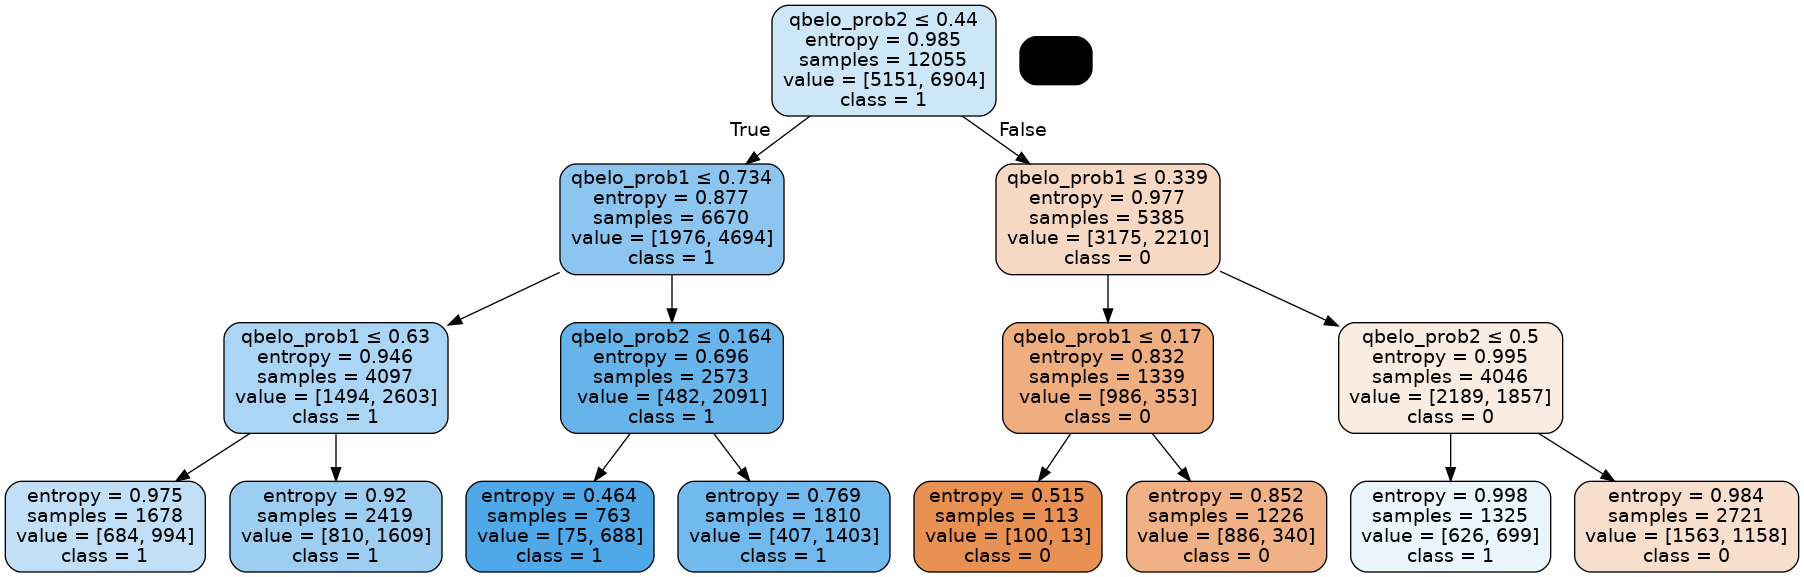 qbelo_prob2 ≤ 0.44
entropy = 0.985
samples = 12055
value = [5151, 6904]
class = 1
True
False
qbelo_prob1 ≤ 0.734
entropy = 0.877
samples = 6670
value = [1976, 4694]
class = 1
qbelo_prob1 ≤ 0.339
entropy = 0.977
samples = 5385
value = [3175, 2210]
class = 0
qbelo_prob1 ≤ 0.63
entropy = 0.946
samples = 4097
value = [1494, 2603]
class = 1
qbelo_prob2 ≤ 0.164
entropy = 0.696
samples = 2573
value = [482, 2091]
class = 1
qbelo_prob1 ≤ 0.17
entropy = 0.832
samples = 1339
value = [986, 353]
class = 0
qbelo_prob2 ≤ 0.5
entropy = 0.995
samples = 4046
value = [2189, 1857]
class = 0
entropy = 0.975
samples = 1678
value = [684, 994]
class = 1
entropy = 0.92
samples = 2419
value = [810, 1609]
class = 1
entropy = 0.464
samples = 763
value = [75, 688]
class = 1
entropy = 0.769
samples = 1810
value = [407, 1403]
class = 1
entropy = 0.515
samples = 113
value = [100, 13]
class = 0
entropy = 0.852
samples = 1226
value = [886, 340]
class = 0
entropy = 0.998
samples = 1325
value = [626, 699]
class = 1
entropy = 0.984
samples = 2721
value = [1563, 1158]
class = 0